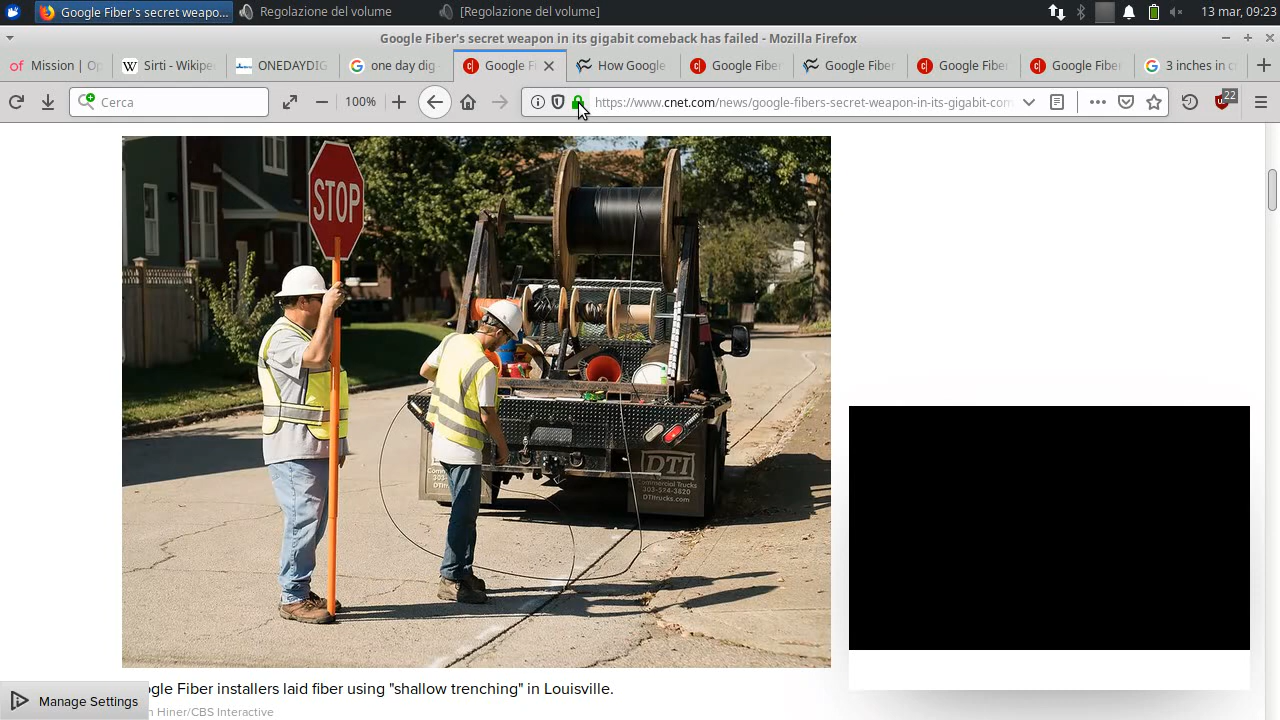 Google Fiber's secret weapo...
Regolazione del volume
[Regolazione del volume]
13 mar, 09:23
Google Fiber's secret weapon in its gigabit comeback has failed - Mozilla Firefox
of Mission | Op
W Sirti - Wikipe
ONEDAYDIG
G one day dig
c| Google Fi
How Google
c| Google Fiber
Google Fiber
c| Google Fiber
c| Google Fiber
G 3 inches in c
Cerca
100%
https://www.cnet.com/news/google-fibers-secret-weapon-in-its-gigabit-com
22
STOP
DTI
Commercial Trucks
303-524-3820
DTItrucks.com
ogle Fiber installers laid fiber using "shallow trenching" in Louisville.
n Hiner/CBS Interactive
Manage Settings